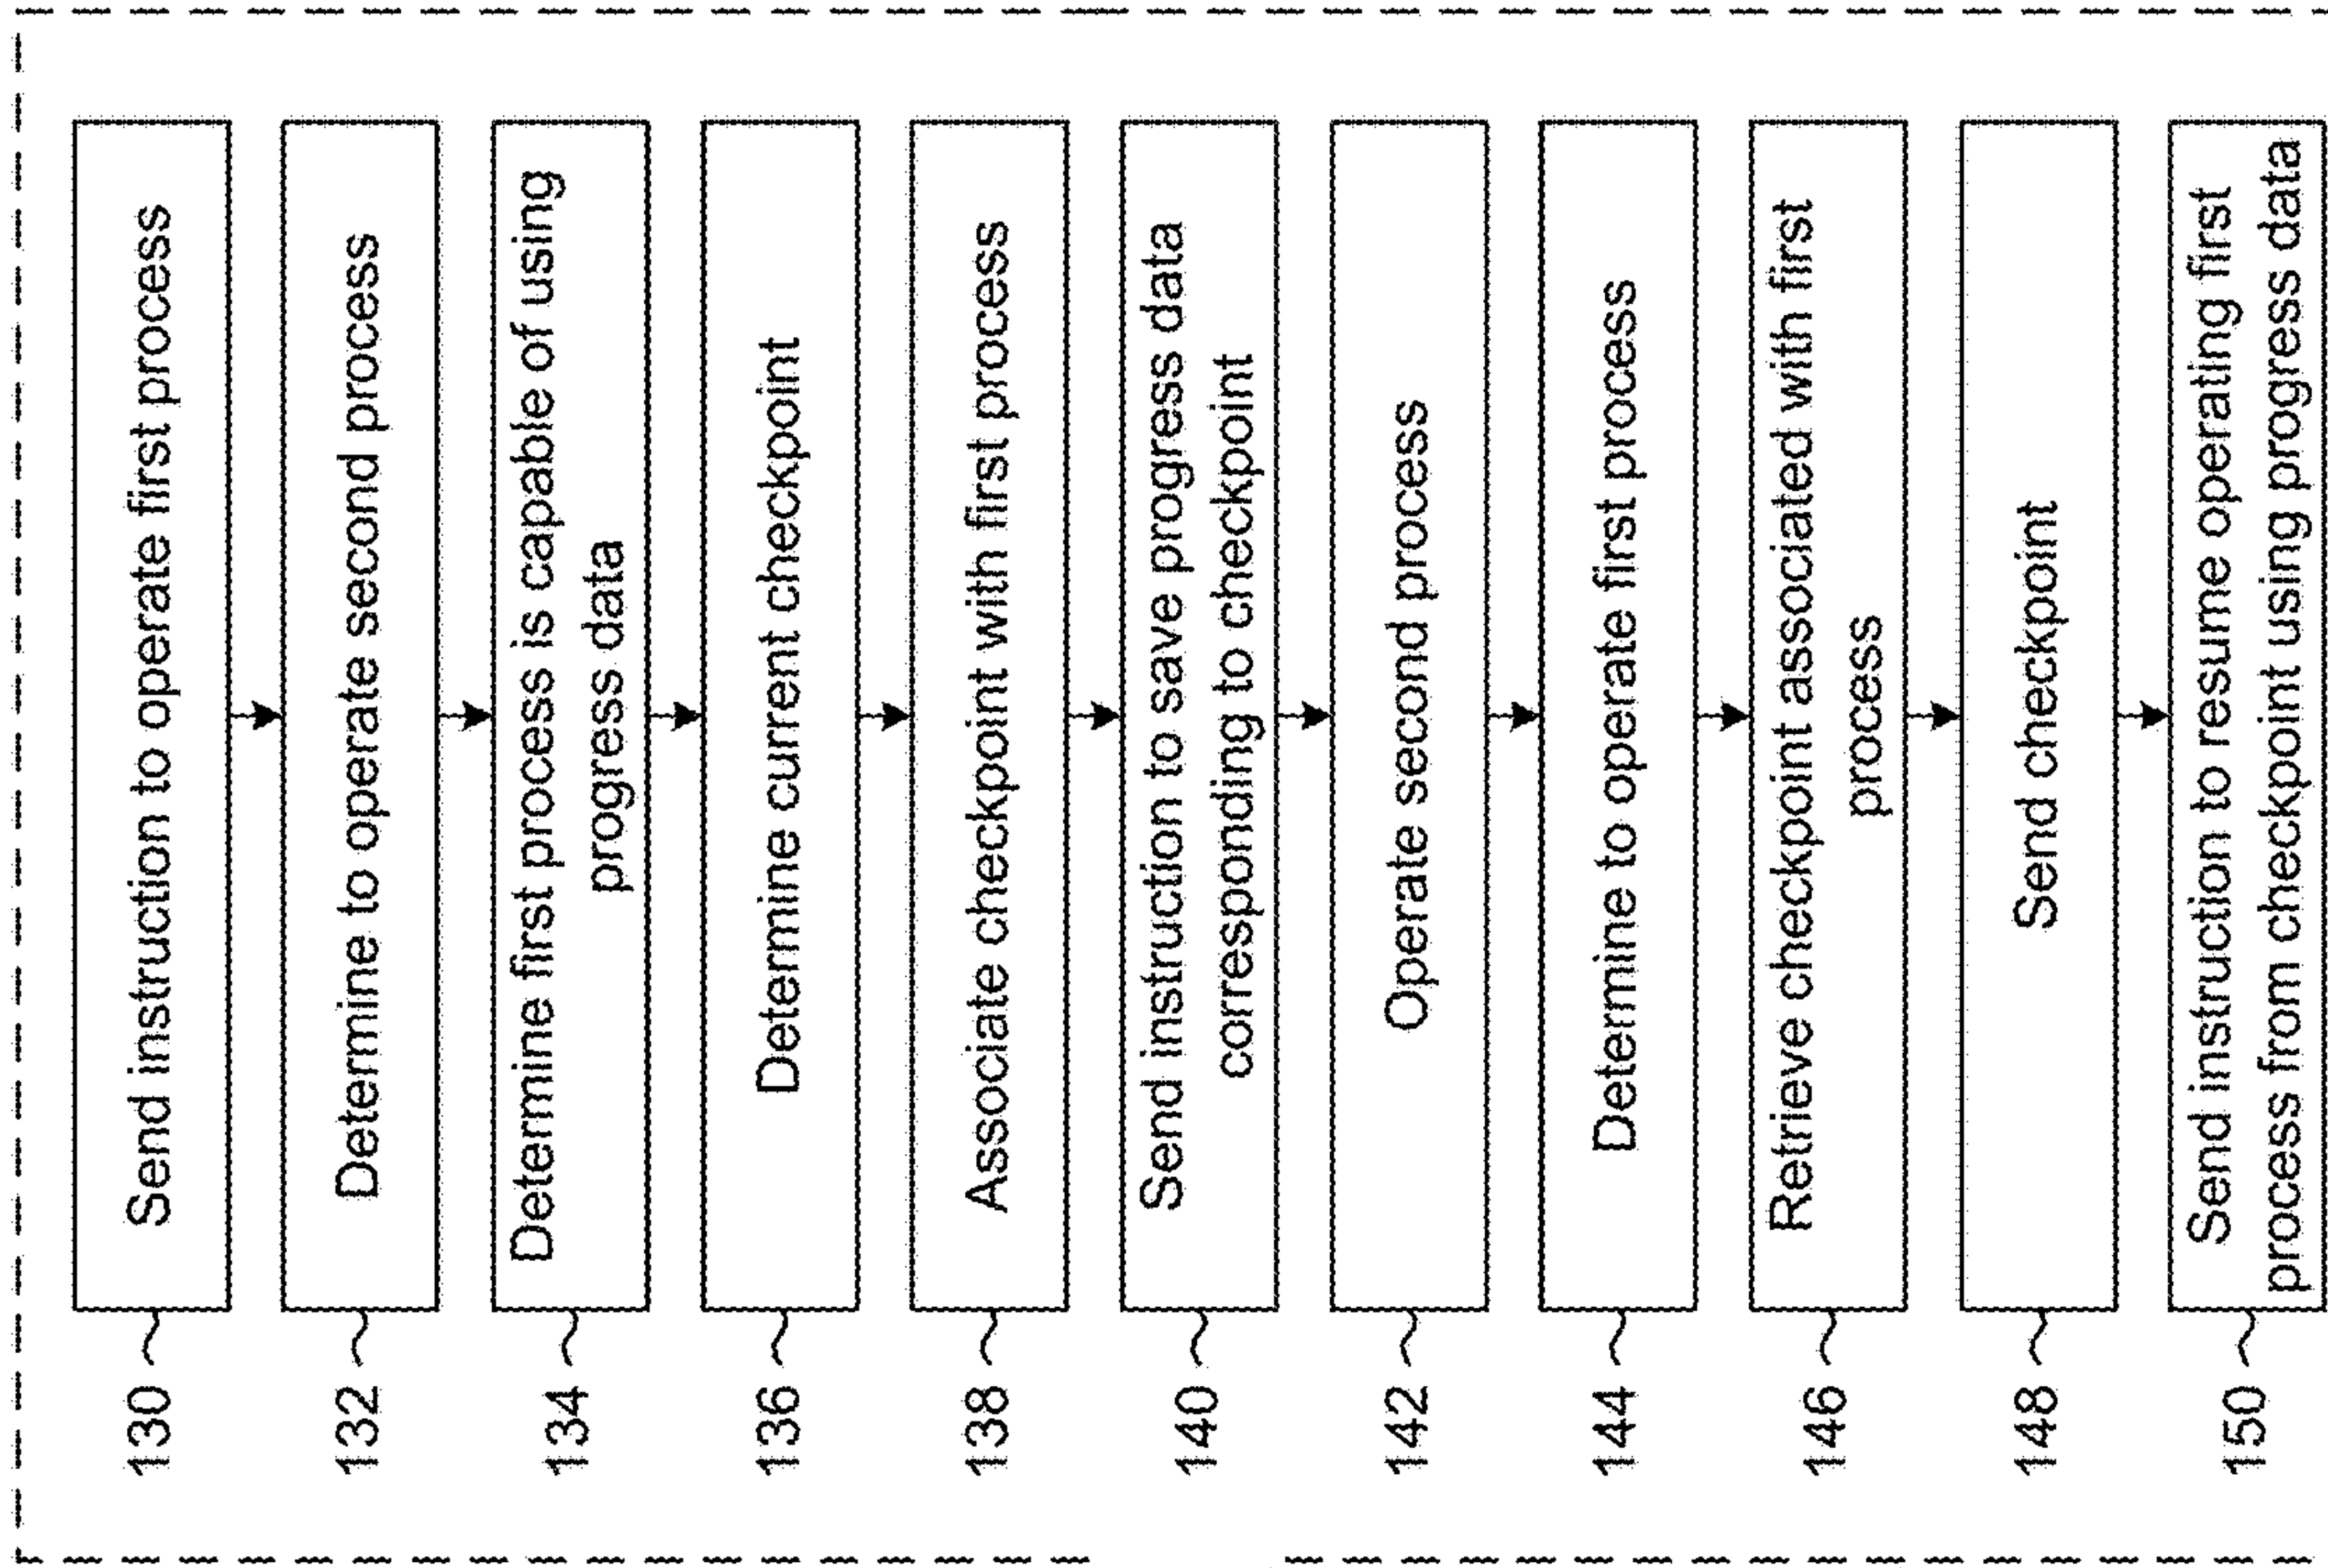 130
Send instruction to operate first process
132
Determine to operate second process
134
Determine first process is capable of using
progress data
136
Determine current checkpoint
138
Associate checkpoint with first process
140
Send instruction to save progress data
corresponding to checkpoint
142
Operate second process
144
Determine to operate first process
146
Retrieve checkpoint associated with first
process
148
Send checkpoint
150
Send instruction to resume operating first
process from checkpoint using progress data